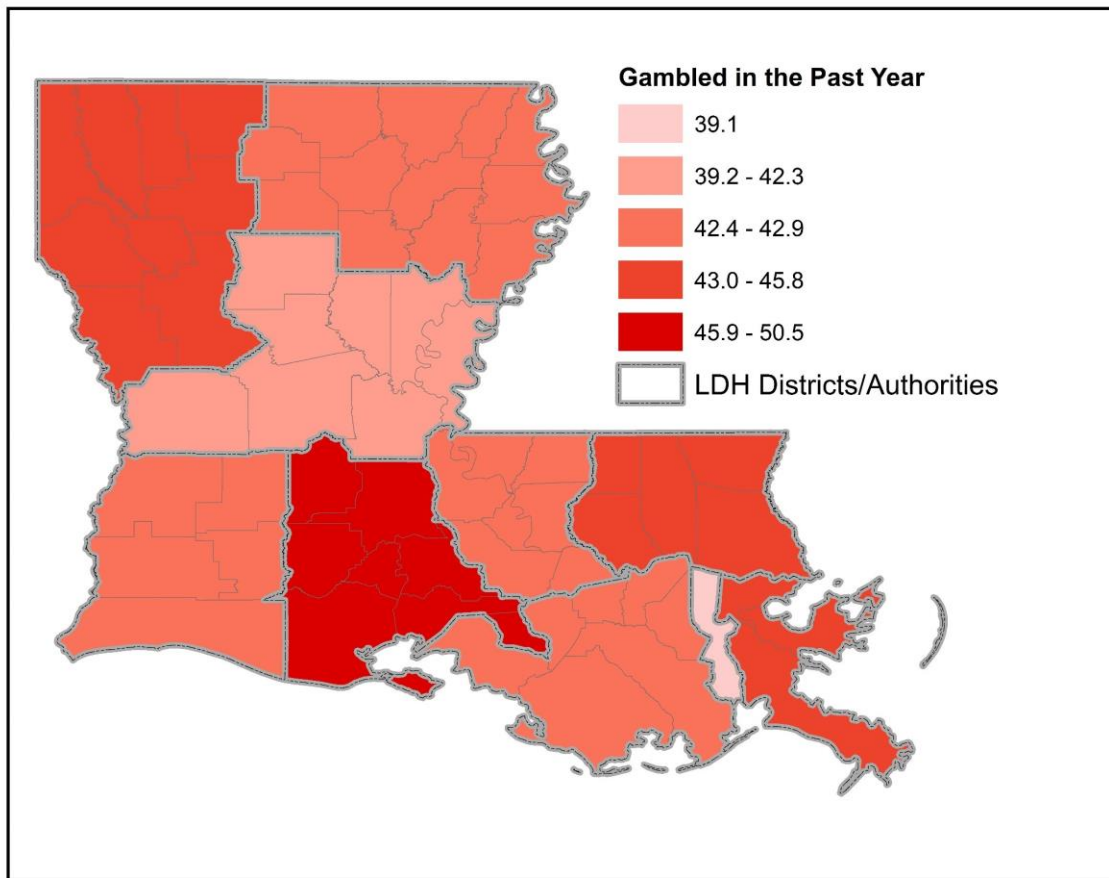 Gambled in the Past Year
39.1
39.2 - 42.3
42.4 - 42.9
43.0 - 45.8
45.9 - 50.5
LDH Districts/Authorities